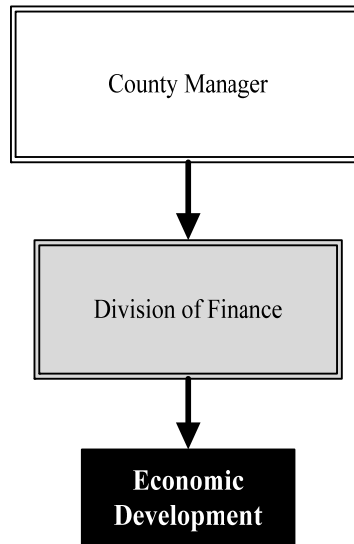 County Manager
Division of Finance
Economic
Development